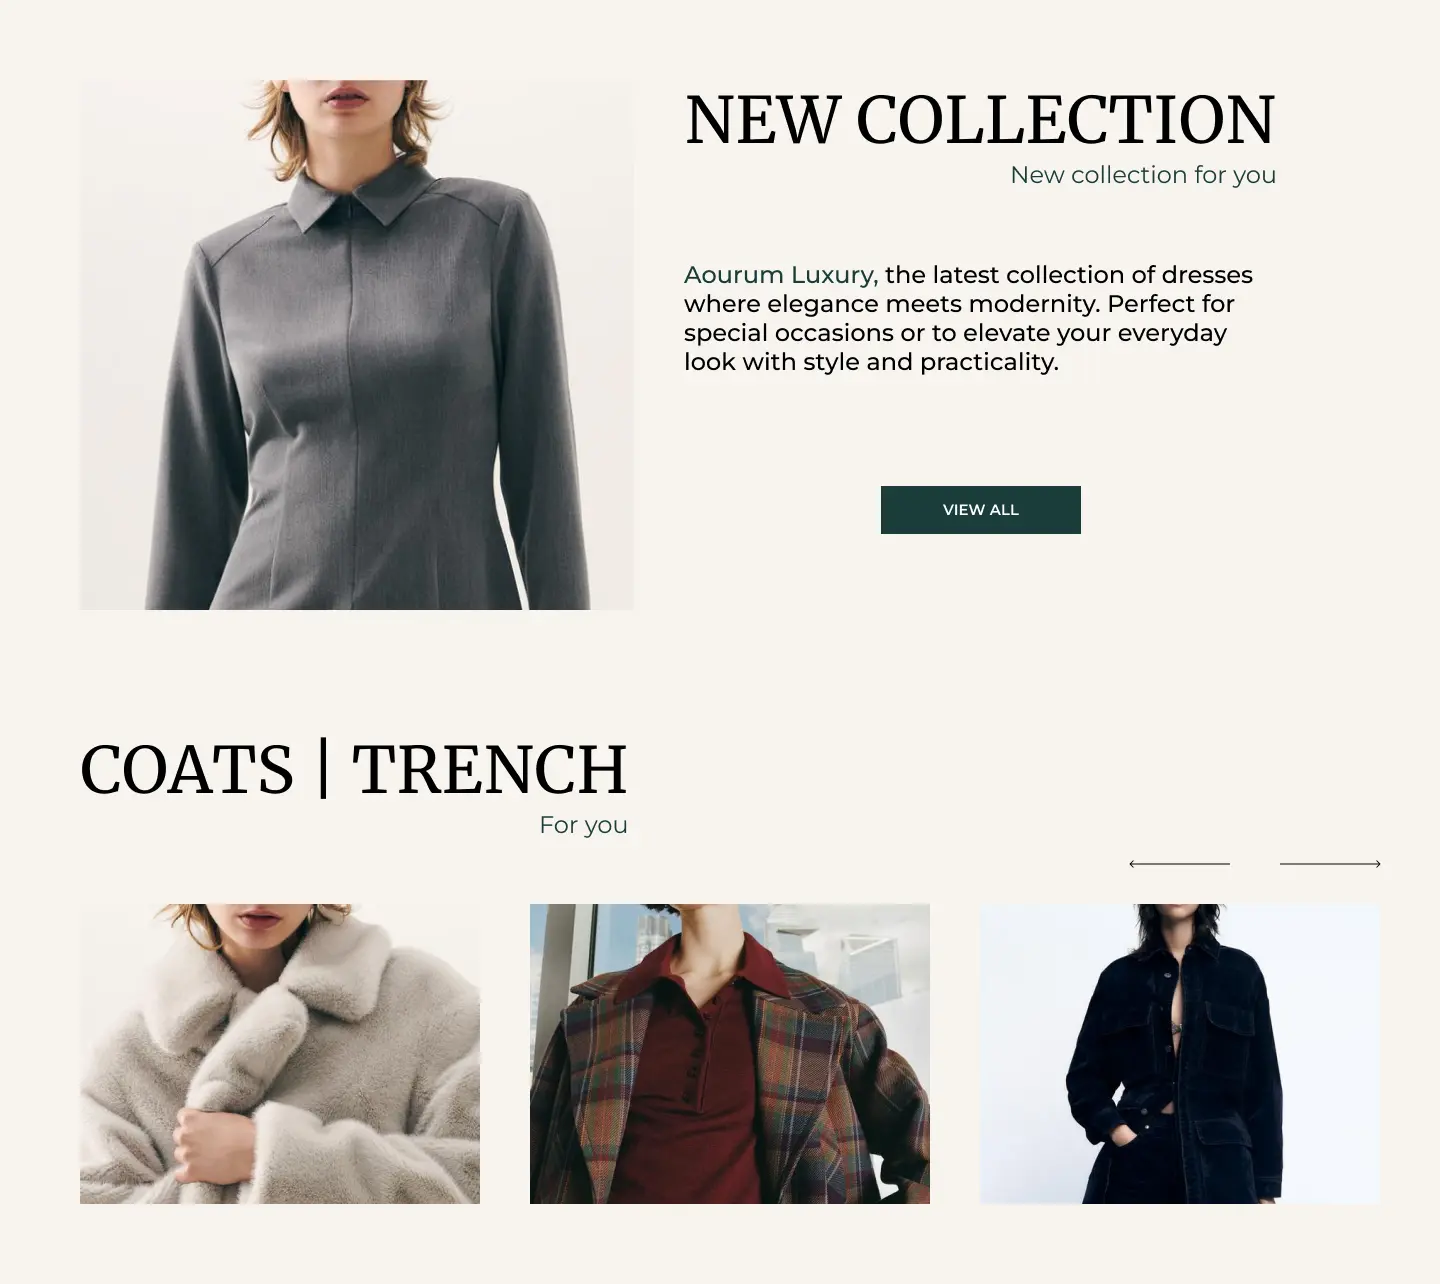 NEW COLLECTION
New collection for you
Aourum Luxury, the latest collection of dresses
where elegance meets modernity. Perfect for
special occasions or to elevate your everyday
look with style and practicality.
VIEW ALL
COATS | TRENCH
For you